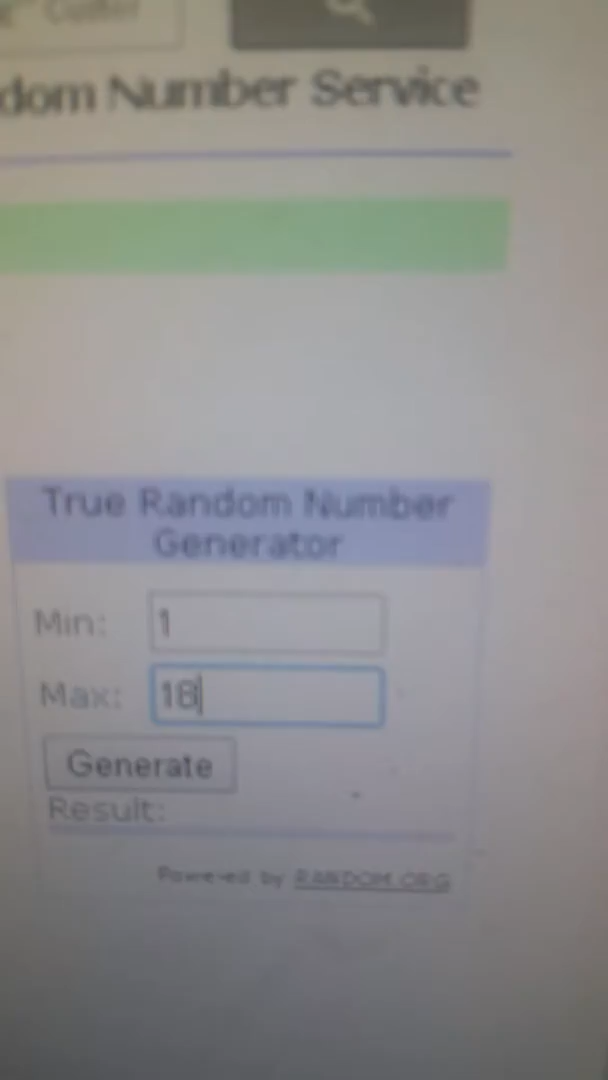 dom Number Service
True Random Number
Generator
Min: 1
Max: 18
Generate
Result:
Powered by RANDOM.ORG